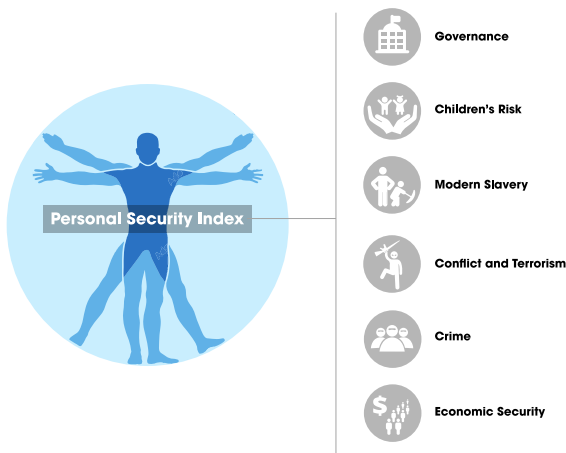 Governance
Children's Risk
Modern Slavery
Personal Security Index
Conflict and Terrorism
Crime
Economic Security
$